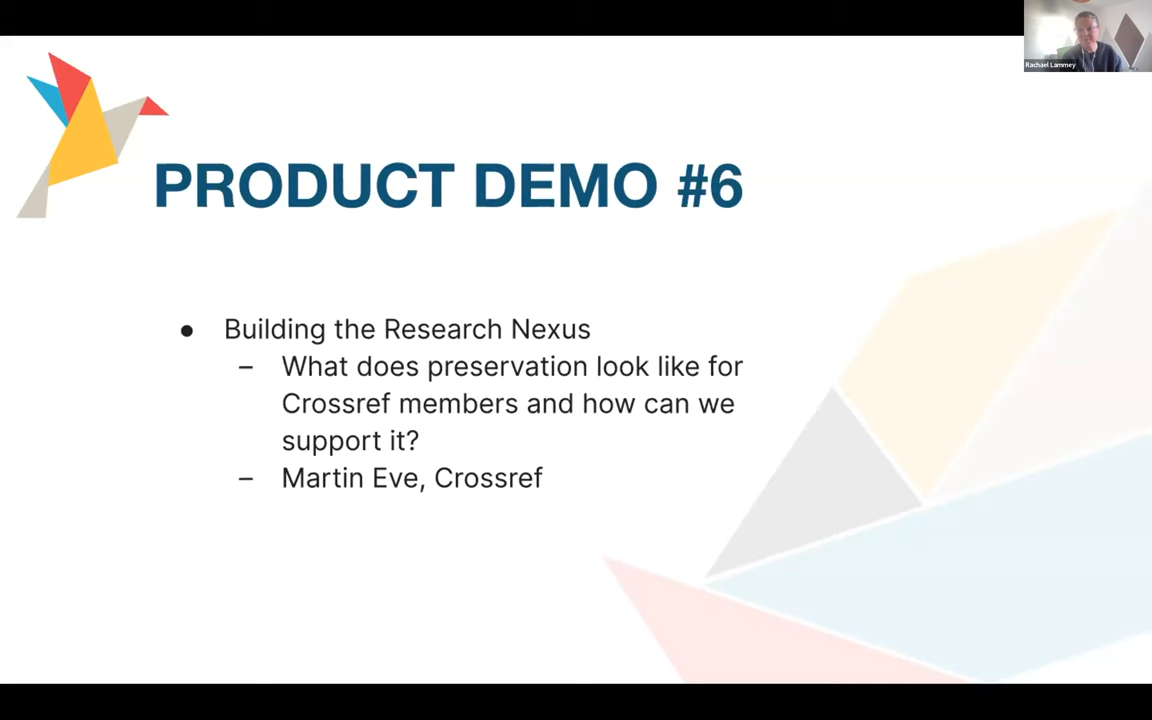 Rachael Lammey
PRODUCT DEMO #6
● Building the Research Nexus
– What does preservation look like for
Crossref members and how can we
support it?
– Martin Eve, Crossref